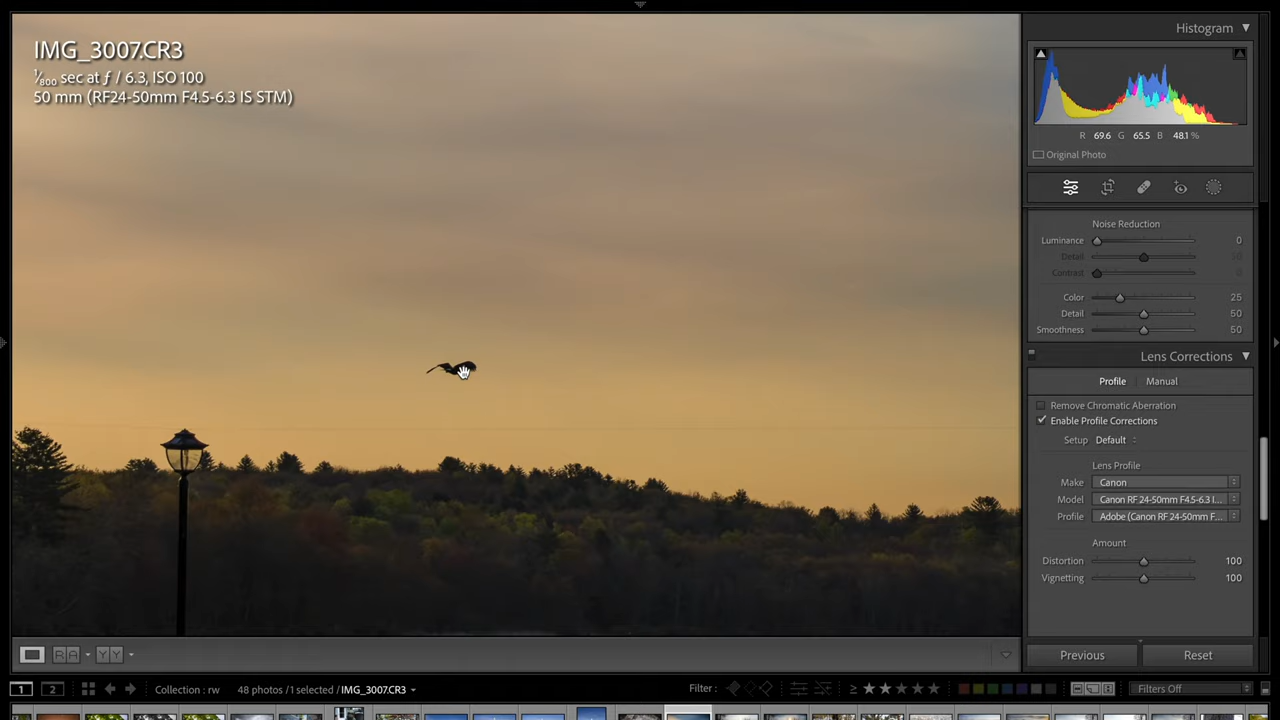 IMG_3007.CR3
1/800 sec at ƒ / 6.3, ISO 100
50 mm (RF24-50mm F4.5-6.3 IS STM)
Histogram
R 69.6 G 65.5 B 48.1 %
Original Photo
Noise Reduction
Luminance 0
Detail 50
Contrast 0
Color 25
Detail 50
Smoothness 50
Lens Corrections
Profile Manual
Remove Chromatic Aberration
Enable Profile Corrections
Setup Default
Lens Profile
Make Canon
Model Canon RF 24-50mm F4.5-6.3 I...
Profile Adobe (Canon RF 24-50mm F...
Amount
Distortion 100
Vignetting 100
Previous Reset
R A Y Y
1 2 Collection : rw 48 photos / 1 selected / IMG_3007.CR3 Filter : ≥ ★★★★★ Filters Off